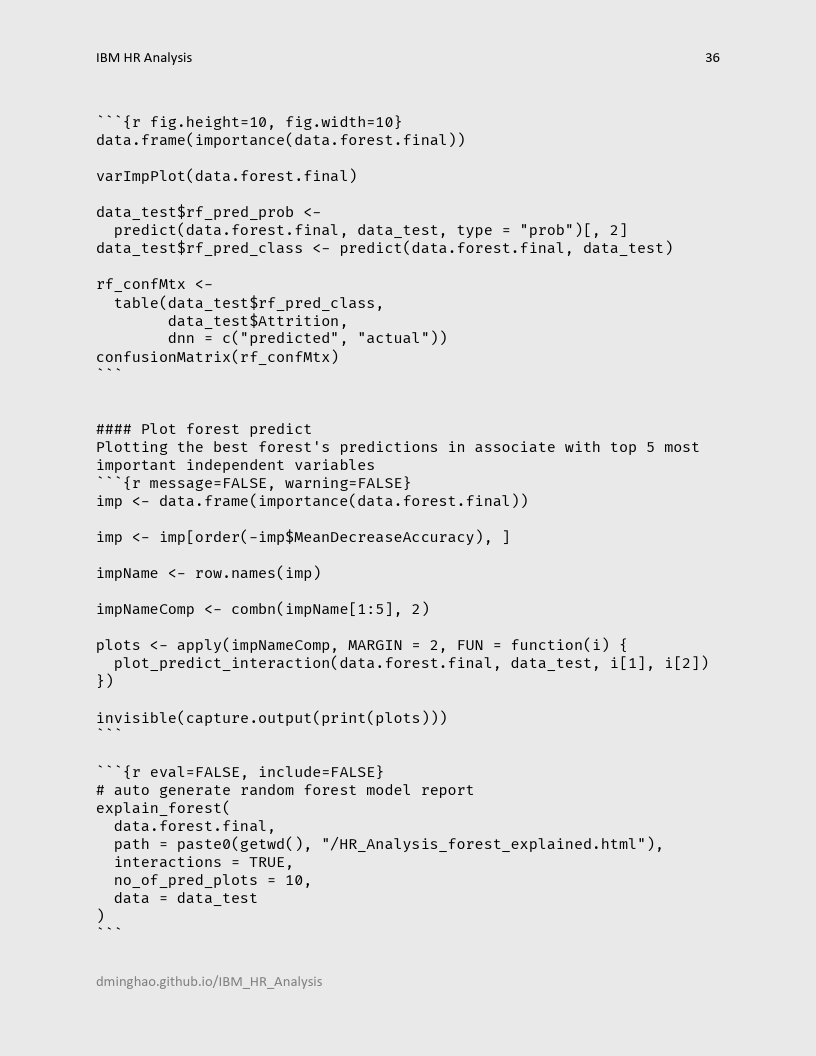 IBM HR Analysis 36
```{r fig.height=10, fig.width=10}
data.frame(importance(data.forest.final))
varImpPlot(data.forest.final)
data_test$rf_pred_prob <-
  predict(data.forest.final, data_test, type = "prob")[, 2]
data_test$rf_pred_class <- predict(data.forest.final, data_test)
rf_confMtx <-
  table(data_test$rf_pred_class,
        data_test$Attrition,
        dnn = c("predicted", "actual"))
confusionMatrix(rf_confMtx)
```
#### Plot forest predict
Plotting the best forest's predictions in associate with top 5 most
important independent variables
```{r message=FALSE, warning=FALSE}
imp <- data.frame(importance(data.forest.final))
imp <- imp[order(-imp$MeanDecreaseAccuracy), ]
impName <- row.names(imp)
impNameComp <- combn(impName[1:5], 2)
plots <- apply(impNameComp, MARGIN = 2, FUN = function(i) {
  plot_predict_interaction(data.forest.final, data_test, i[1], i[2])
})
invisible(capture.output(print(plots)))
```
```{r eval=FALSE, include=FALSE}
# auto generate random forest model report
explain_forest(
  data.forest.final,
  path = paste0(getwd(), "/HR_Analysis_forest_explained.html"),
  interactions = TRUE,
  no_of_pred_plots = 10,
  data = data_test
)
```
dminghao.github.io/IBM_HR_Analysis